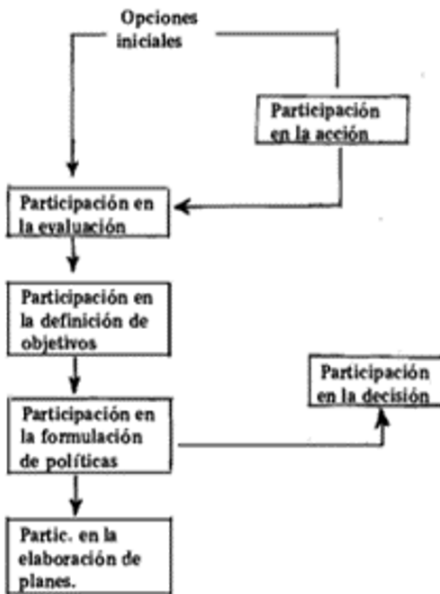 Opciones
iniciales
Participación
en la acción
Participación en
la evaluación
Participación en
la definición de
objetivos
Participación
en la decisión
Participación en
la formulación
de políticas
Partic. en la
elaboración de
planes.